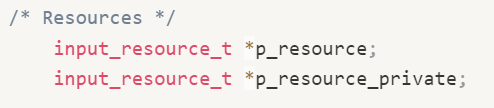 /* Resources */
input_resource_t *p_resource;
input_resource_t *p_resource_private;